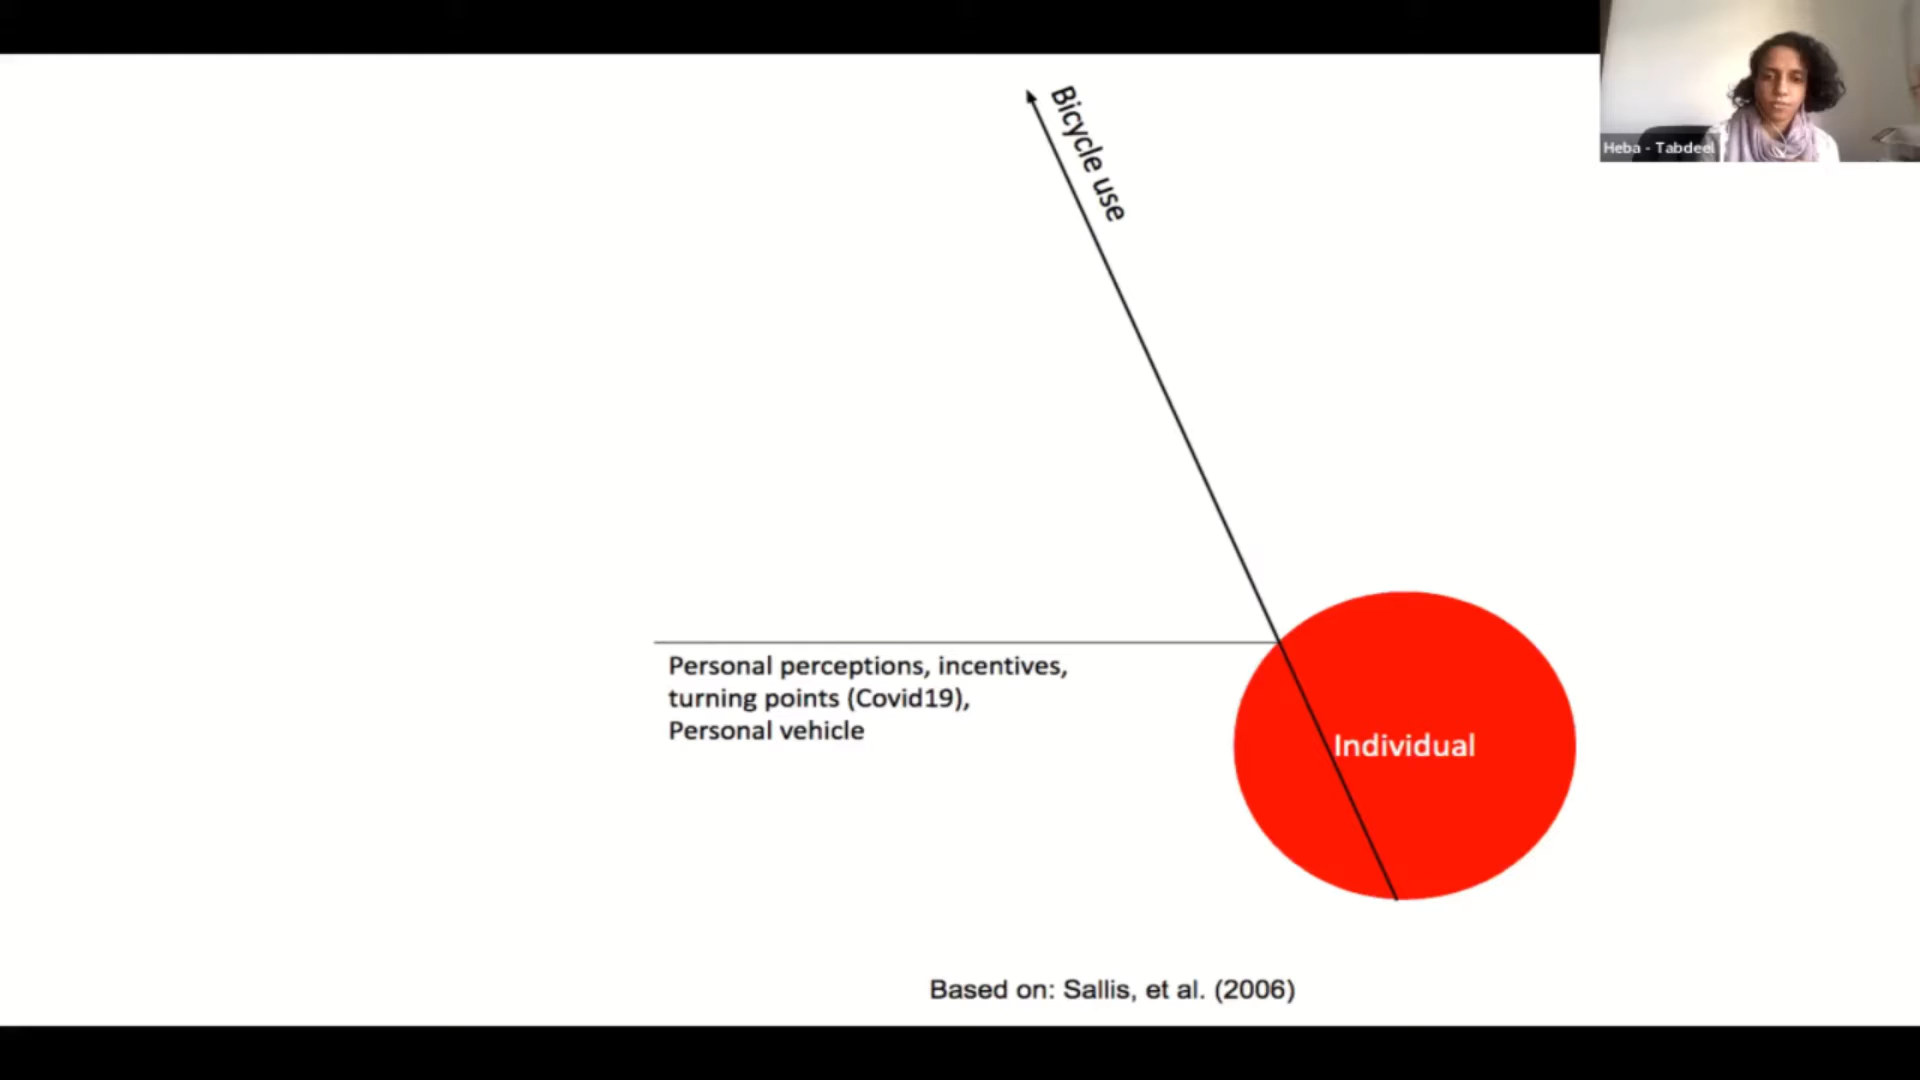 Bicycle use
Heba - Tabdeel
Personal perceptions, incentives,
turning points (Covid19),
Personal vehicle
Individual
Based on: Sallis, et al. (2006)